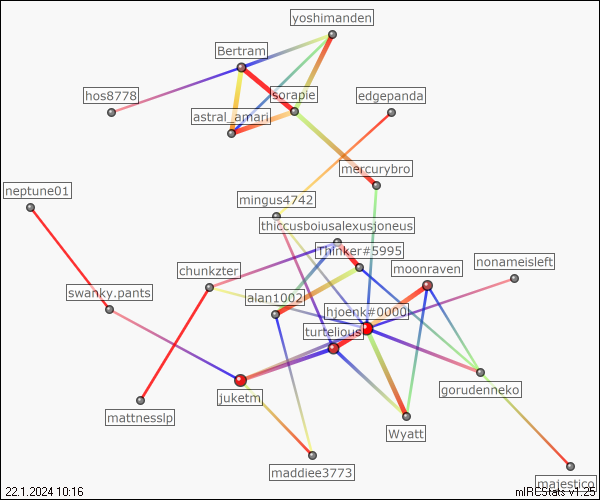 yoshimanden
Bertram
hos8778
sorapie
edgepanda
astral_amari
mercurybro
neptune01
mingus4742
thiccusboiusalexusjoneus
Thinker#5995
chunkzter
moonraven
nonameisleft
swanky.pants
alan1002
hjoenk#0000
turtelious
juketm
gorudenneko
mattnesslp
Wyatt
maddiee3773
majestico
22.1.2024 10:16
mIRCStats v1.25